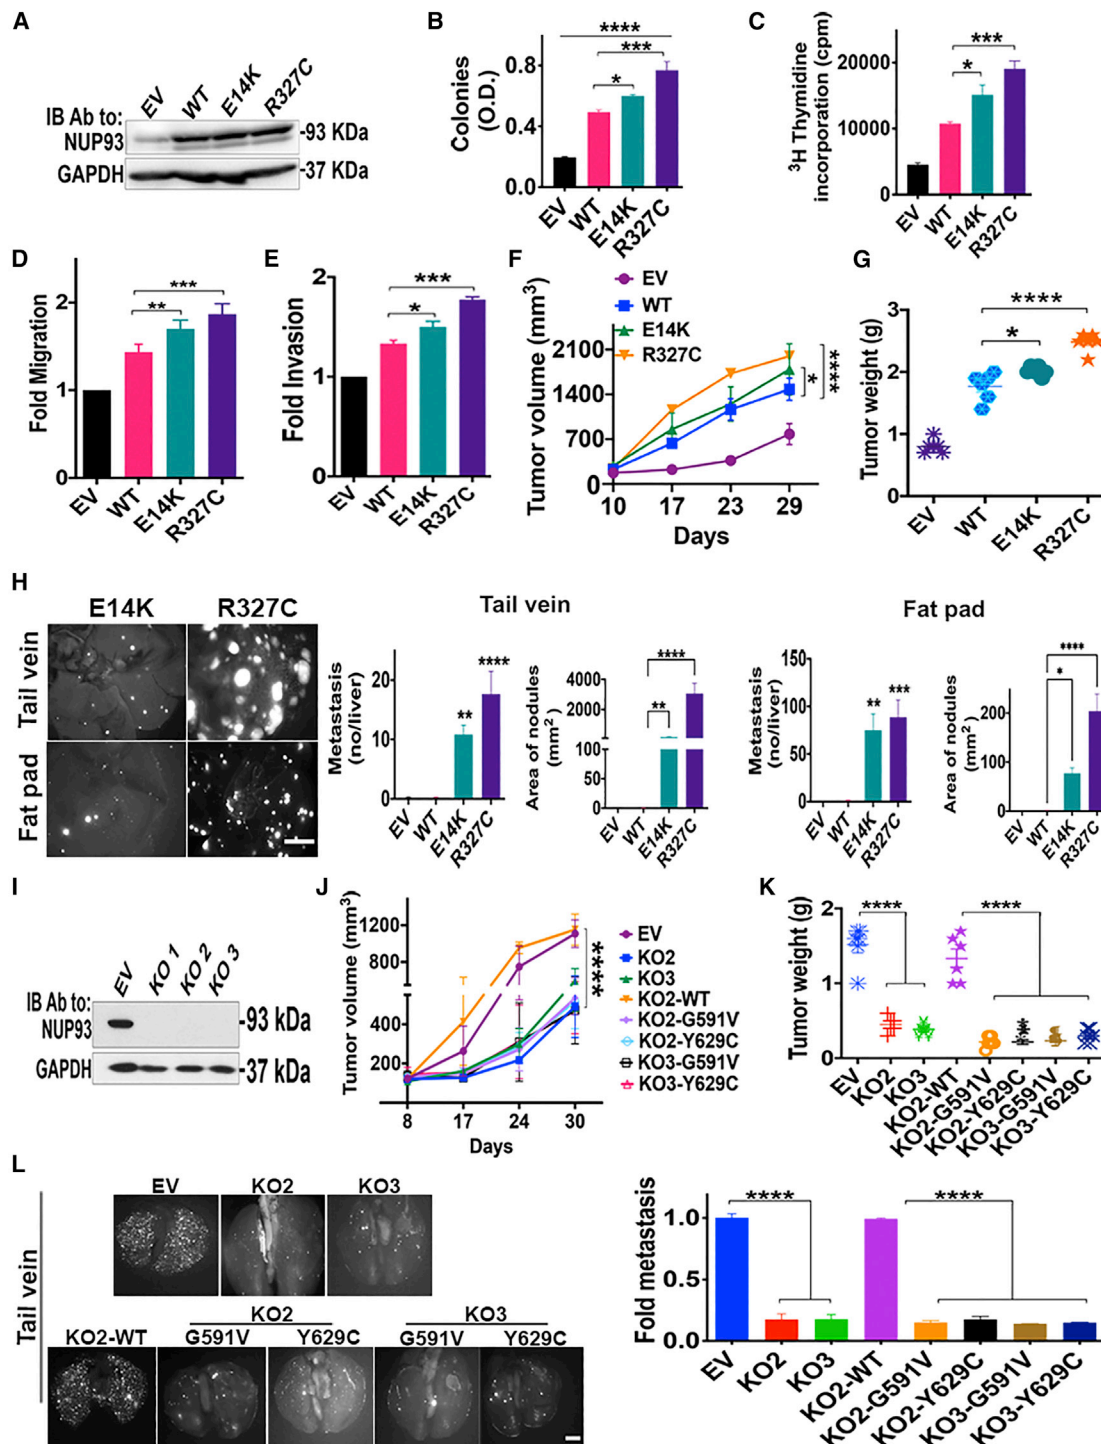 A
IB Ab to:
EV
WT
E14K
R327C
NUP93
-93 KDa
GAPDH
-37 KDa
B
Colonies
(O.D.)
0.8
0.4
0.0
****
***
*
EV
WT
E14K
R327C
C
³H Thymidine
incorporation (cpm)
20000
10000
0
***
*
EV
WT
E14K
R327C
D
Fold Migration
2
1
0
***
**
EV
WT
E14K
R327C
E
Fold Invasion
2
1
0
***
*
EV
WT
E14K
R327C
F
EV
WT
E14K
R327C
Tumor volume (mm³)
2100
1400
700
0
*
****
10
17
23
29
Days
G
Tumor weight (g)
3
2
1
0
****
*
EV
WT
E14K
R327C
H
E14K
R327C
Tail vein
Fat pad
Tail vein
Metastasis
(no/liver)
20
10
0
**
****
EV
WT
E14K
R327C
Area of nodules
(mm²)
4000
2000
100
50
0
****
**
EV
WT
E14K
R327C
Fat pad
Metastasis
(no/liver)
150
100
50
0
**
***
EV
WT
E14K
R327C
Area of nodules
(mm²)
200
100
0
****
*
EV
WT
E14K
R327C
I
IB Ab to:
EV
KO 1
KO 2
KO 3
NUP93
-93 kDa
GAPDH
-37 kDa
J
Tumor volume (mm³)
1200
800
400
200
0
****
8
17
24
30
Days
EV
KO2
KO3
KO2-WT
KO2-G591V
KO2-Y629C
KO3-G591V
KO3-Y629C
K
Tumor weight (g)
2
1
0
****
****
EV
KO2
KO3
KO2-WT
KO2-G591V
KO2-Y629C
KO3-G591V
KO3-Y629C
L
Tail vein
EV
KO2
KO3
KO2
KO3
KO2-WT
G591V
Y629C
G591V
Y629C
Fold metastasis
1.0
0.5
0.0
****
****
EV
KO2
KO3
KO2-WT
KO2-G591V
KO2-Y629C
KO3-G591V
KO3-Y629C